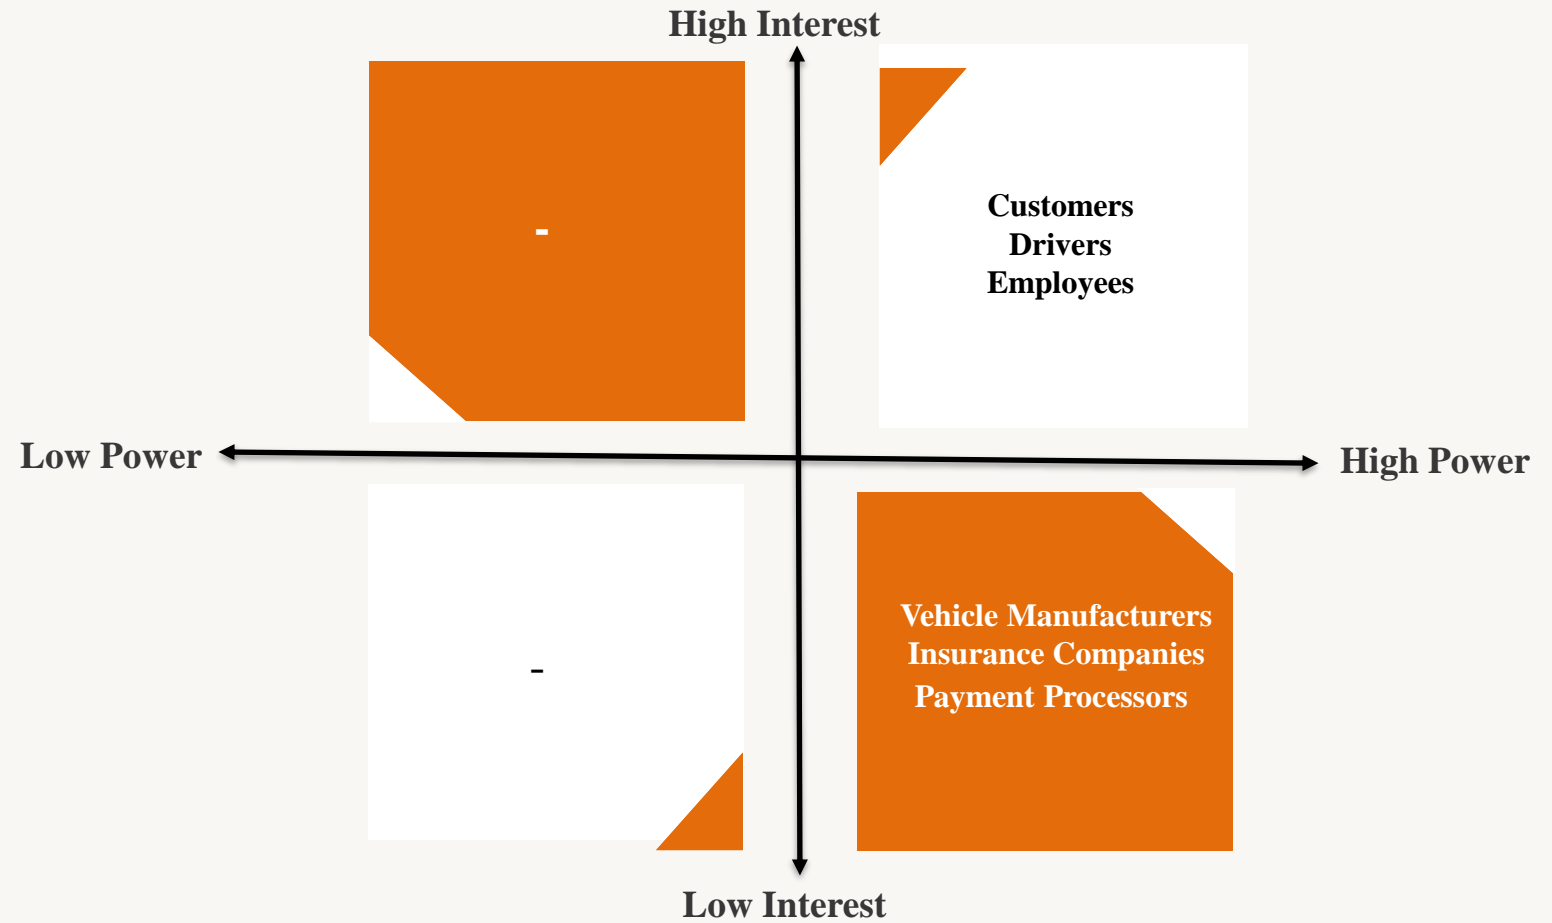 High Interest
-
Customers
Drivers
Employees
Low Power
High Power
-
Vehicle Manufacturers
Insurance Companies
Payment Processors
Low Interest